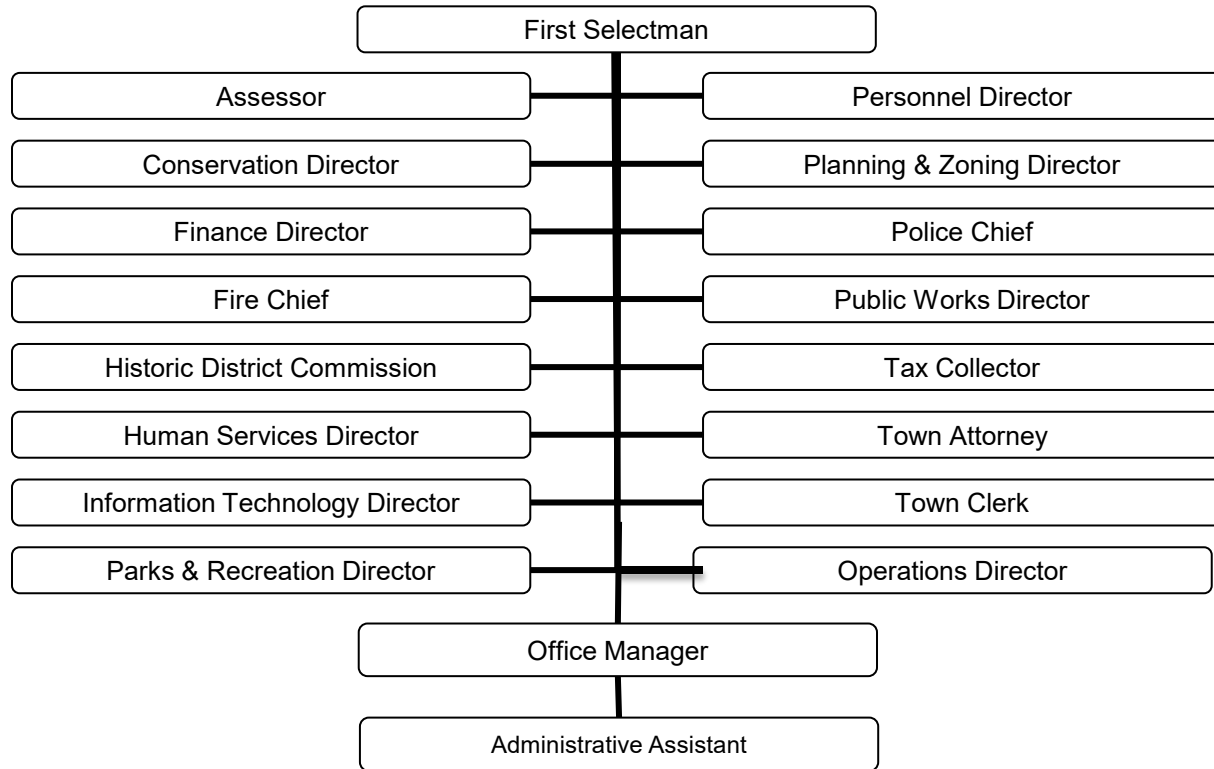 First Selectman
Assessor
Personnel Director
Conservation Director
Planning & Zoning Director
Finance Director
Police Chief
Fire Chief
Public Works Director
Historic District Commission
Tax Collector
Human Services Director
Town Attorney
Information Technology Director
Town Clerk
Parks & Recreation Director
Operations Director
Office Manager
Administrative Assistant